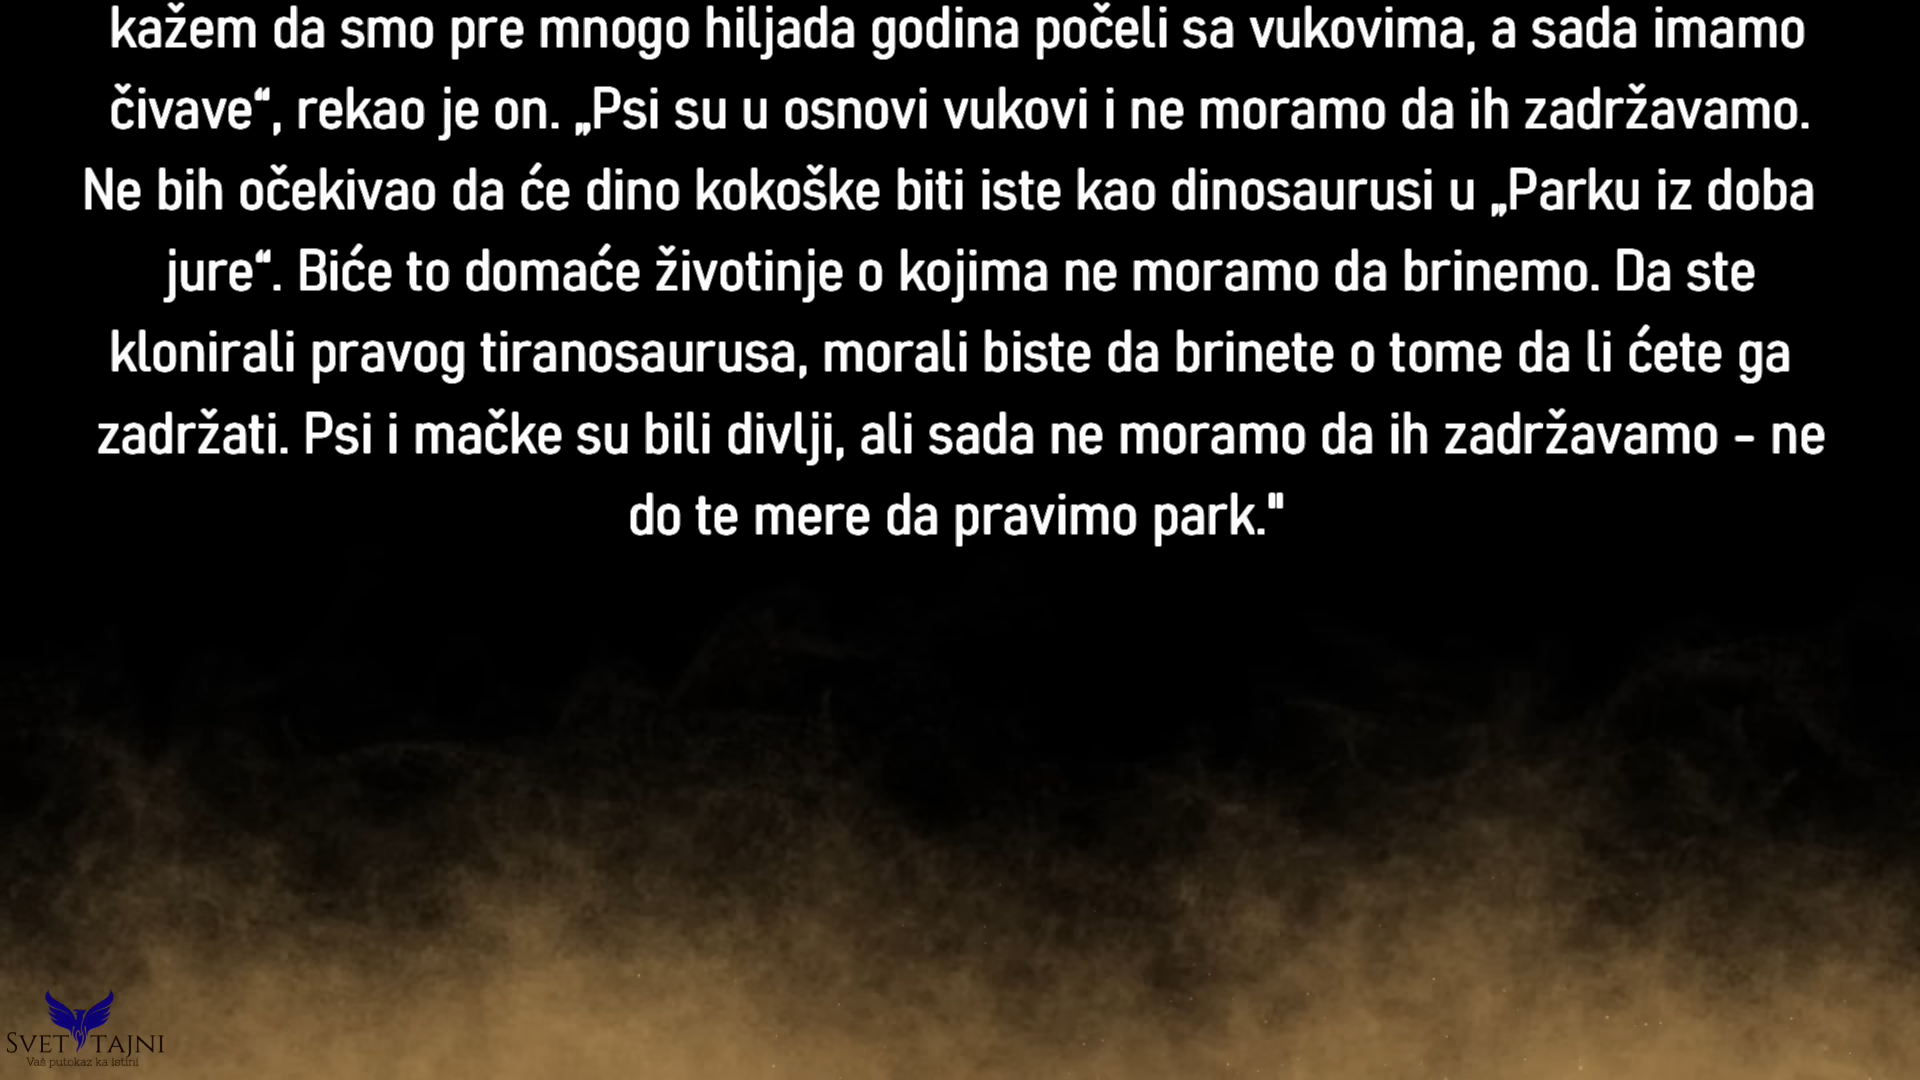 kažem da smo pre mnogo hiljada godina počeli sa vukovima, a sada imamo
čivave“, rekao je on. „Psi su u osnovi vukovi i ne moramo da ih zadržavamo.
Ne bih očekivao da će dino kokoške biti iste kao dinosaurusi u „Parku iz doba
jure“. Biće to domaće životinje o kojima ne moramo da brinemo. Da ste
klonirali pravog tiranosaurusa, morali biste da brinete o tome da li ćete ga
zadržati. Psi i mačke su bili divlji, ali sada ne moramo da ih zadržavamo - ne
do te mere da pravimo park."
SVET TAJNI
Vaš putokaz ka istini